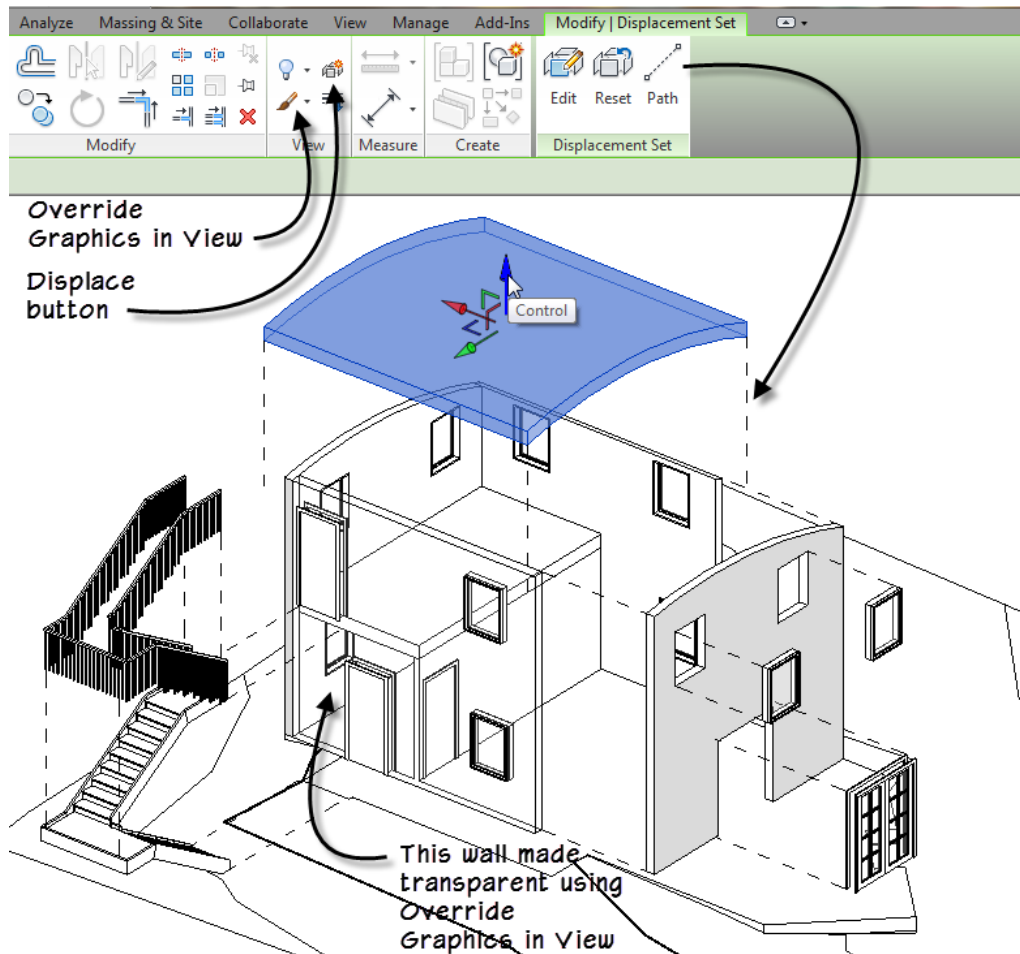 Analyze Massing & Site Collaborate View Manage Add-Ins Modify | Displacement Set
Edit Reset Path
Modify View Measure Create Displacement Set
Override
Graphics in View
Displace
button
Control
This wall made
transparent using
Override
Graphics in View